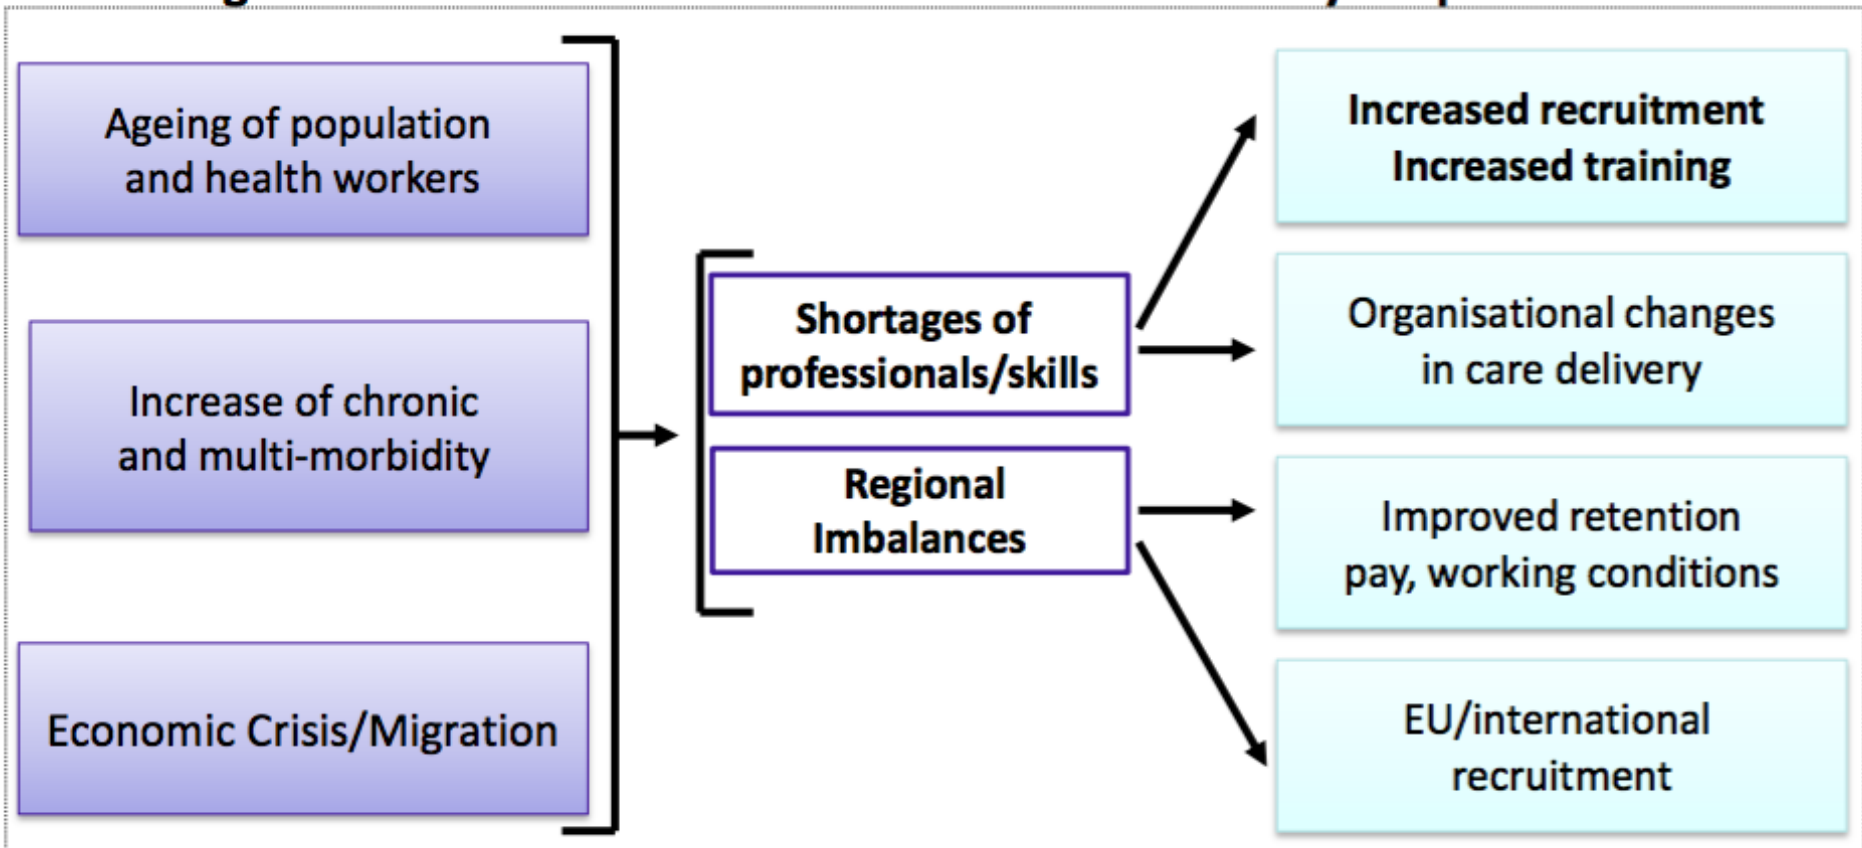 Ageing of population
and health workers
Increase of chronic
and multi-morbidity
Economic Crisis/Migration
Shortages of
professionals/skills
Regional
Imbalances
Increased recruitment
Increased training
Organisational changes
in care delivery
Improved retention
pay, working conditions
EU/international
recruitment